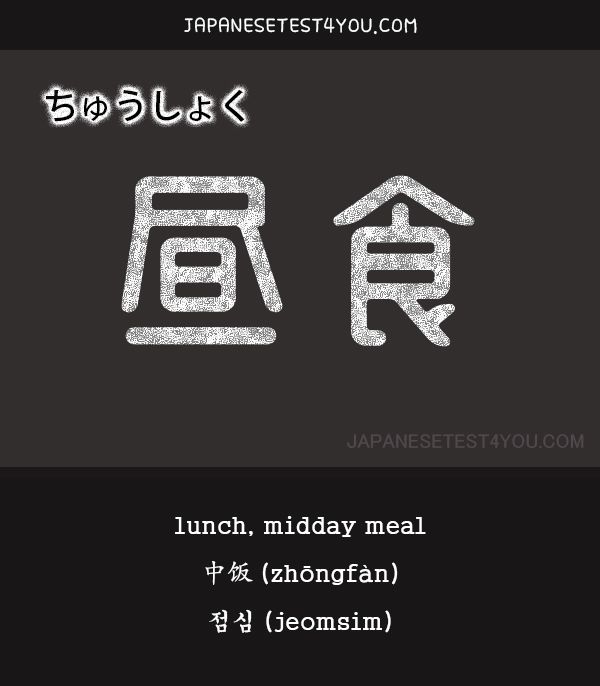 JAPANESETEST4YOU.COM
ちゅうしょく
昼食
JAPANESETEST4YOU.COM
lunch, midday meal
中饭 (zhōngfàn)
점심 (jeomsim)